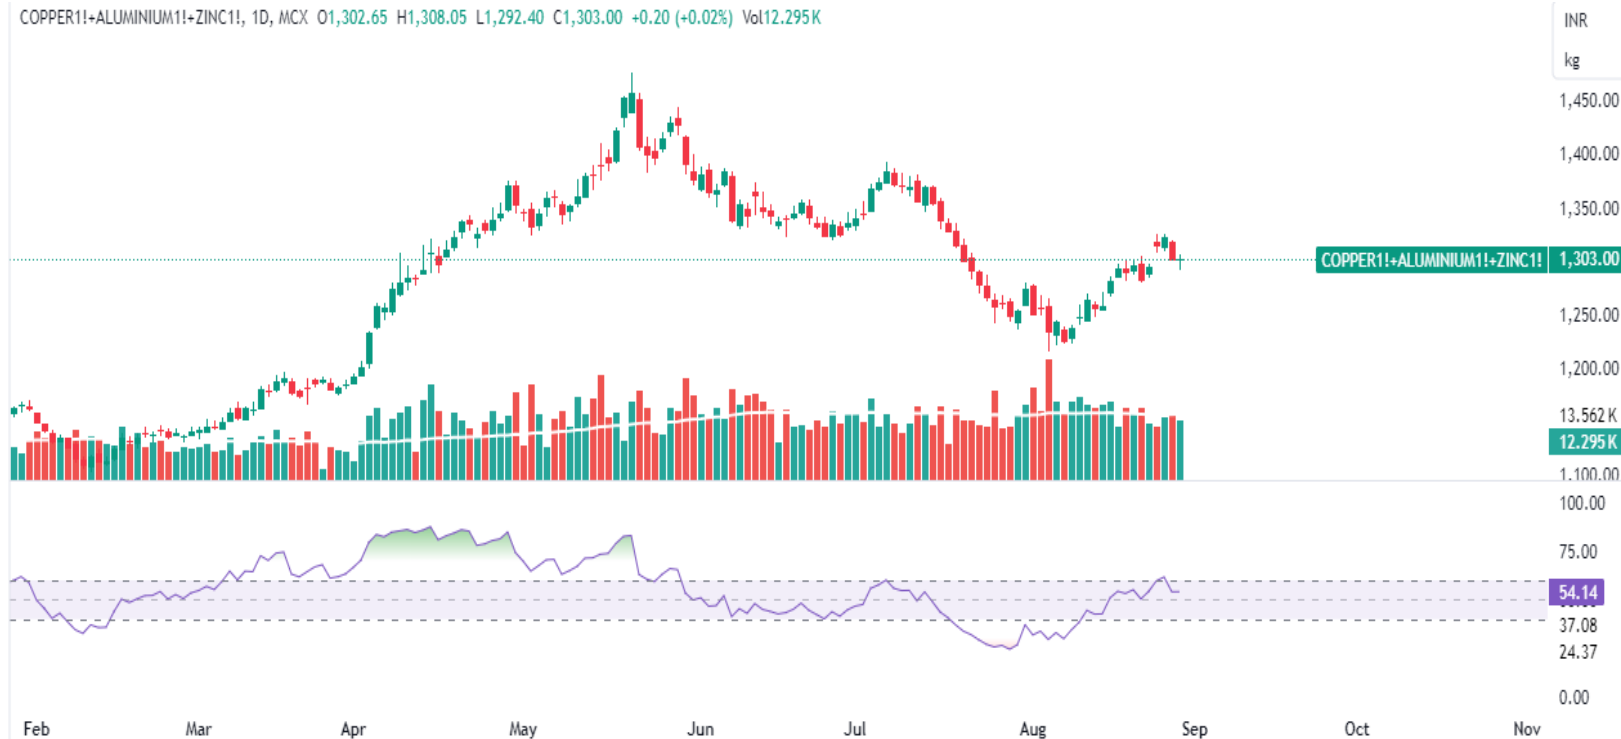 COPPER1!+ALUMINIUM1!+ZINC1!, 1D, MCX O1,302.65 H1,308.05 L1,292.40 C1,303.00 +0.20 (+0.02%) Vol12.295K
INR
kg
1,450.00
1,400.00
1,350.00
COPPER1!+ALUMINIUM1!+ZINC1! 1,303.00
1,250.00
1,200.00
13.562K
12.295K
1,100.00
100.00
75.00
54.14
37.08
24.37
0.00
Feb Mar Apr May Jun Jul Aug Sep Oct Nov